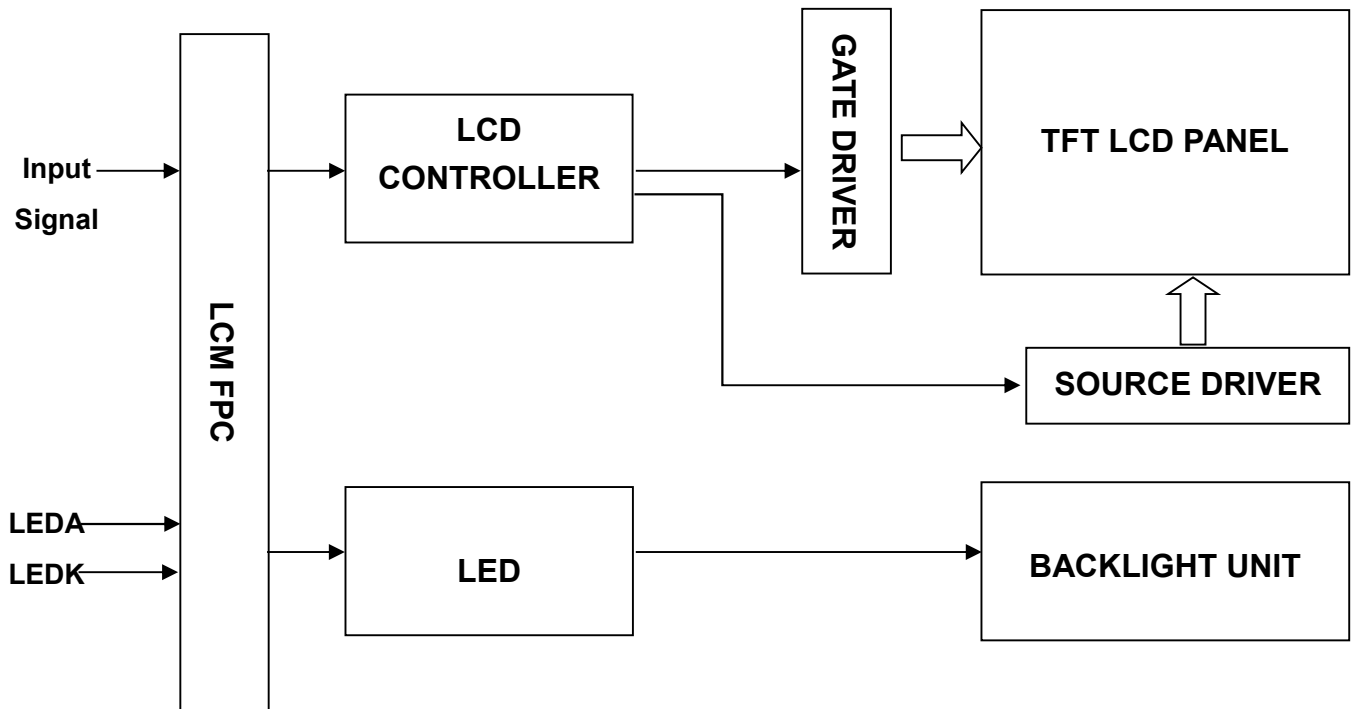 Input
Signal
LCM FPC
LEDA
LEDK
LCD
CONTROLLER
GATE DRIVER
TFT LCD PANEL
SOURCE DRIVER
LED
BACKLIGHT UNIT